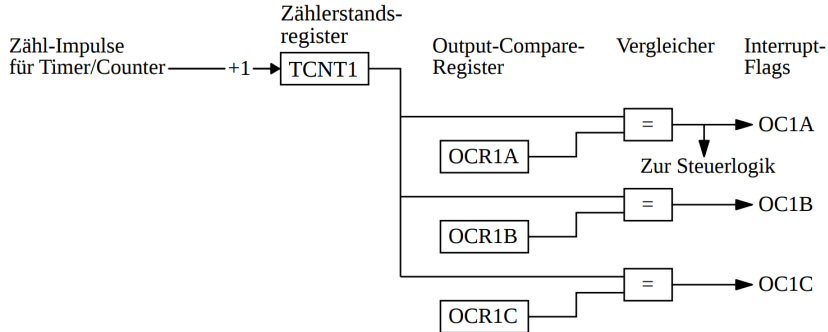 Zähl-Impulse
für Timer/Counter
+1
Zählerstands-
register
TCNT1
Output-Compare-
Register
Vergleicher
Interrupt-
Flags
=
OC1A
OCR1A
Zur Steuerlogik
=
OC1B
OCR1B
=
OC1C
OCR1C